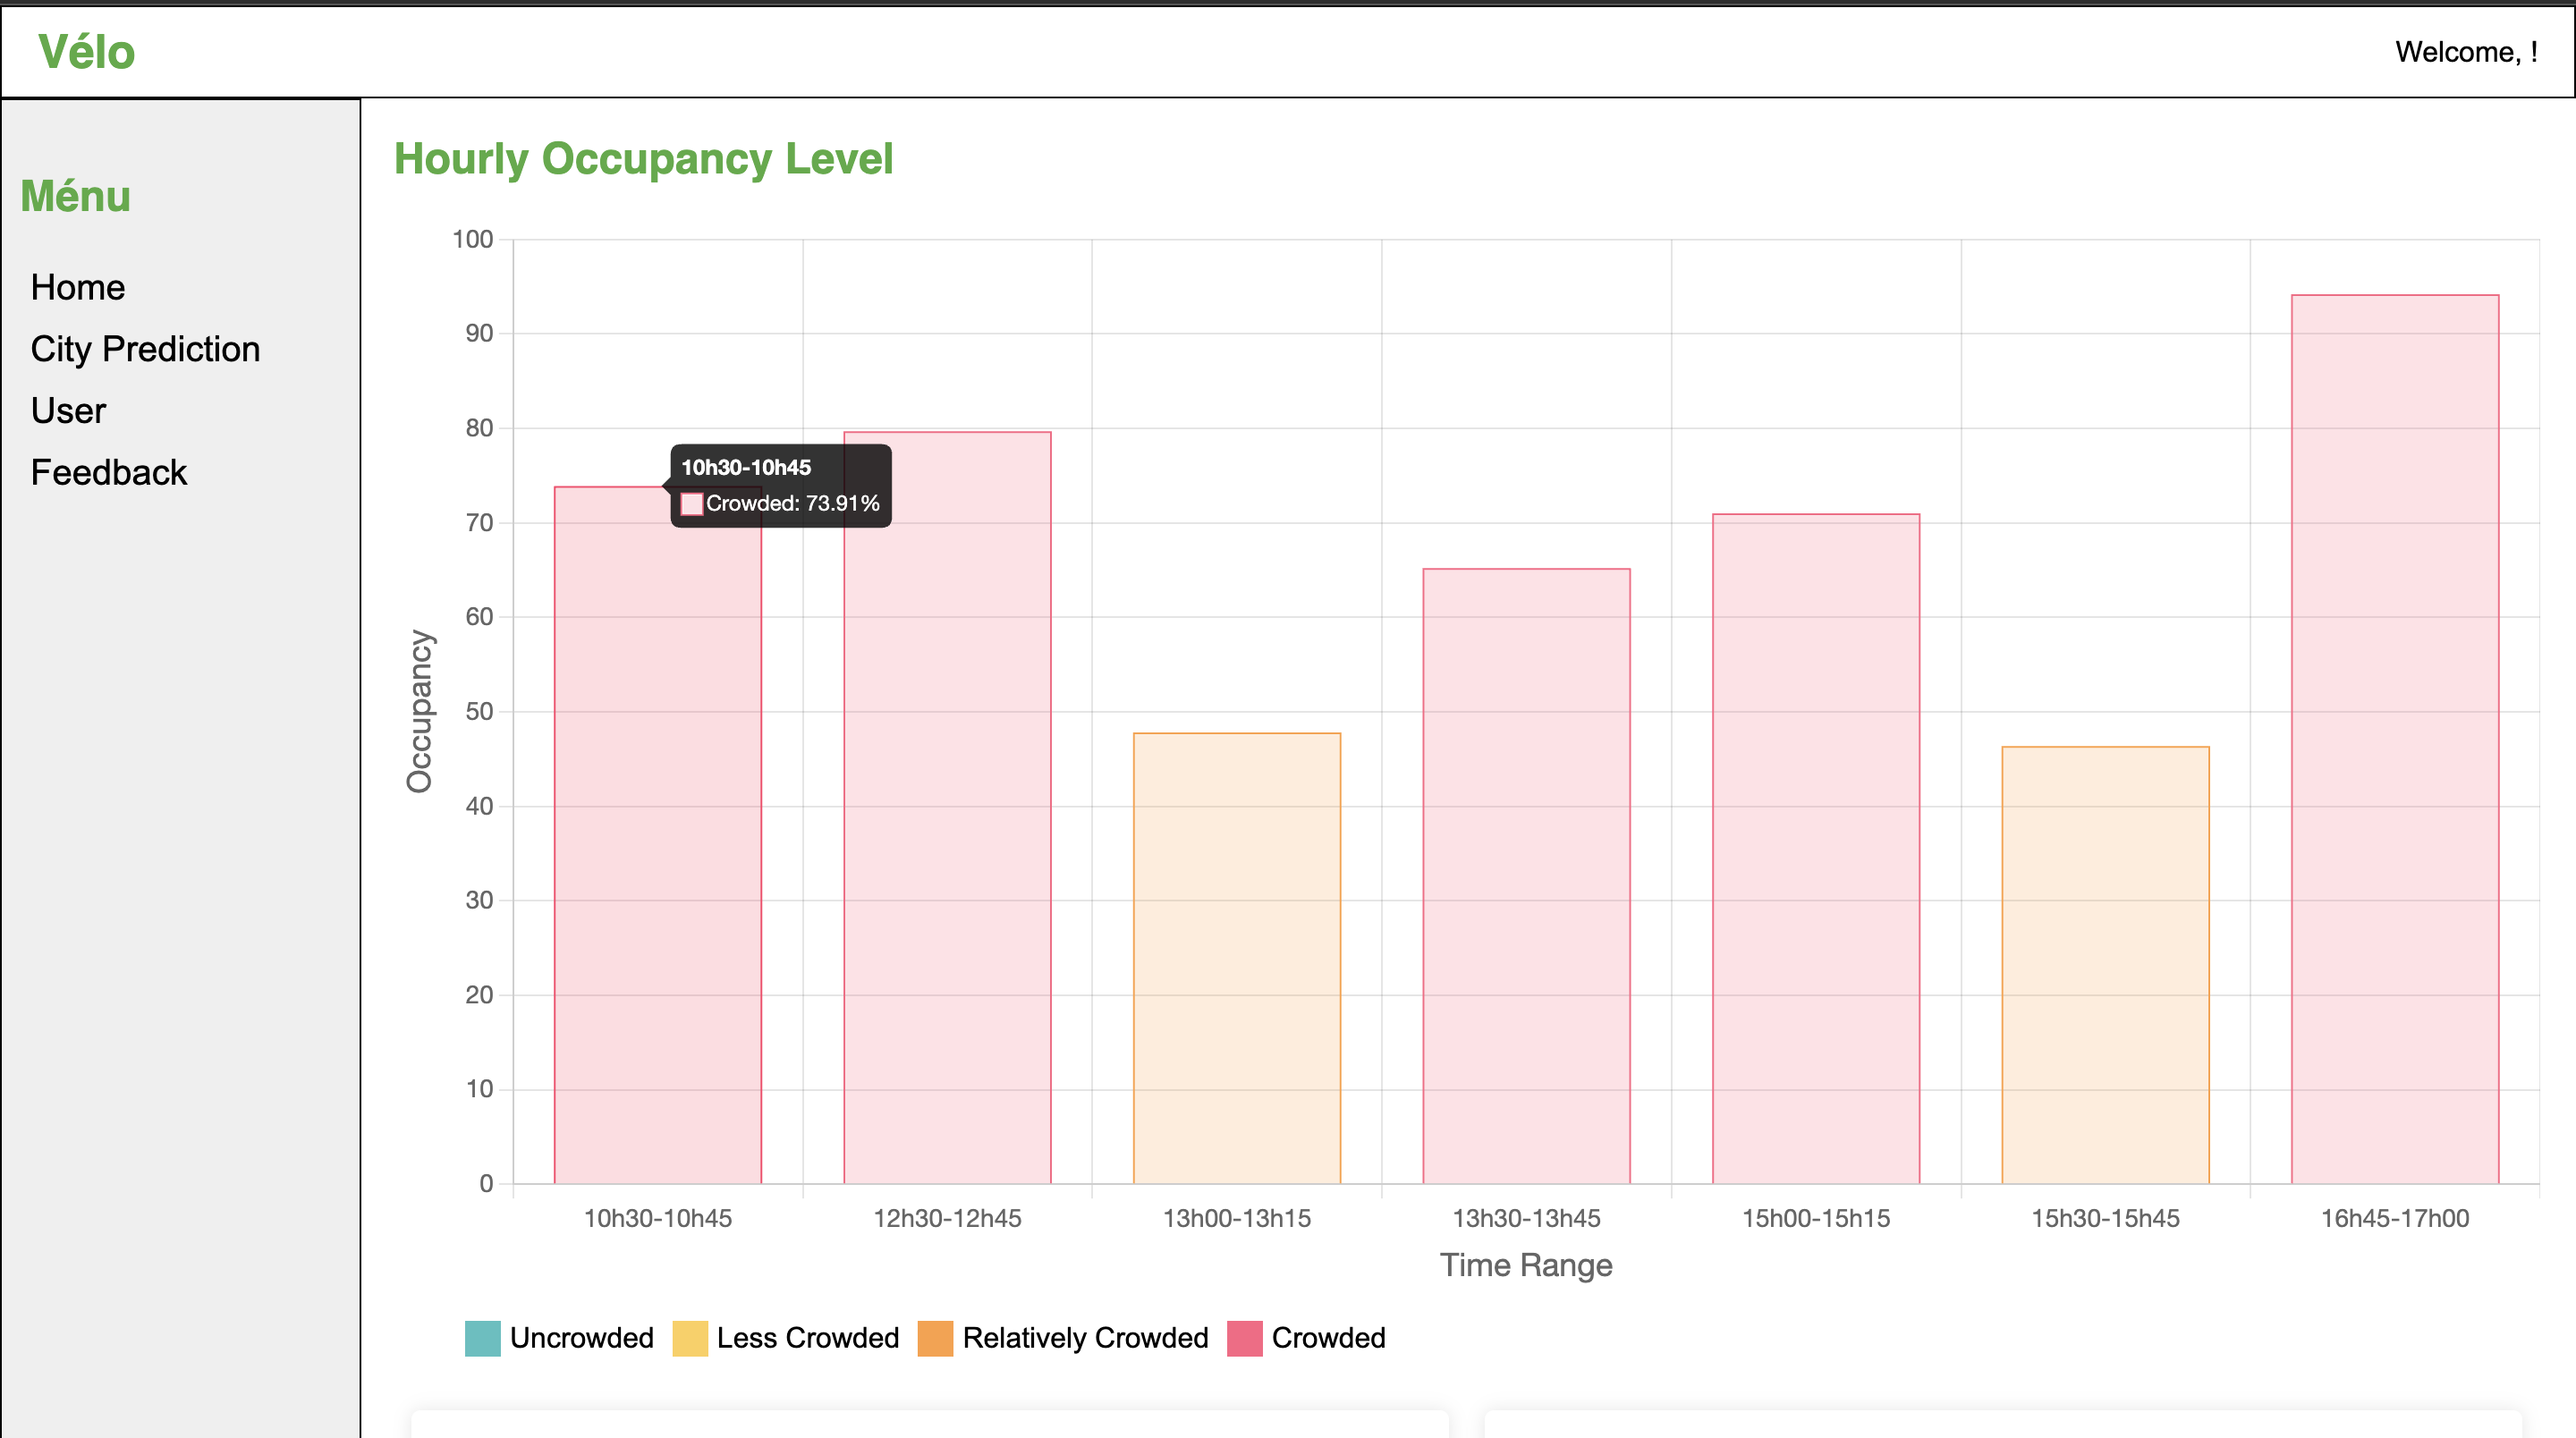 Vélo
Welcome, !
Ménu
Home
City Prediction
User
Feedback
Hourly Occupancy Level
100
90
80
70
60
50
40
30
20
10
0
Occupancy
10h30-10h45
Crowded: 73.91%
10h30-10h45 12h30-12h45 13h00-13h15 13h30-13h45 15h00-15h15 15h30-15h45 16h45-17h00
Time Range
Uncrowded Less Crowded Relatively Crowded Crowded